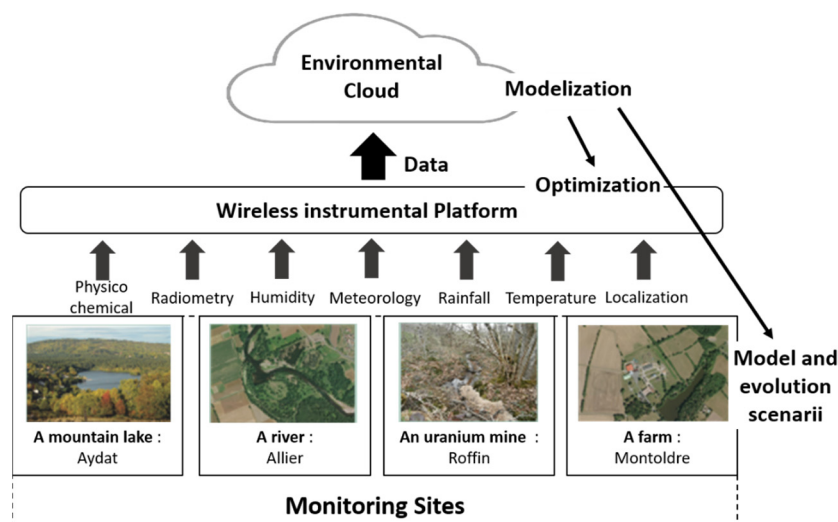 Environmental
Cloud
Modelization
Data
Optimization
Wireless instrumental Platform
Physico
chemical
Radiometry
Humidity
Meteorology
Rainfall
Temperature
Localization
A mountain lake :
Aydat
A river :
Allier
An uranium mine :
Roffin
A farm :
Montoldre
Model and
evolution
scenarii
Monitoring Sites